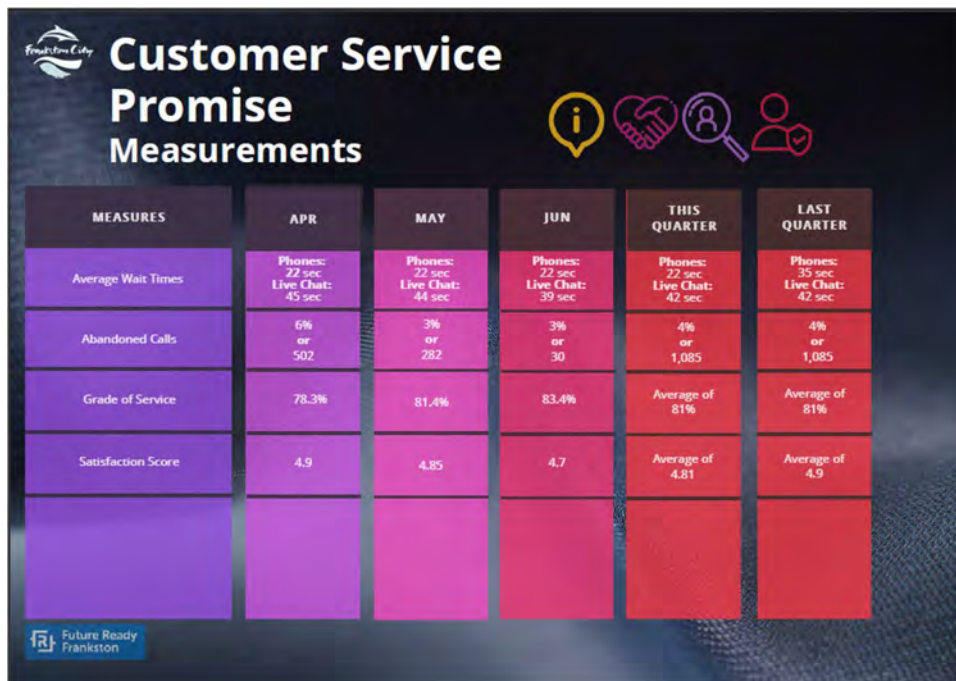 Frankston City
Customer Service
Promise
Measurements
MEASURES
APR
MAY
JUN
THIS
QUARTER
LAST
QUARTER
Average Wait Times
Phones:
22 sec
Live Chat:
45 sec
Phones:
22 sec
Live Chat:
44 sec
Phones:
22 sec
Live Chat:
39 sec
Phones:
22 sec
Live Chat:
42 sec
Phones:
35 sec
Live Chat:
42 sec
Abandoned Calls
6%
or
502
3%
or
282
3%
or
30
4%
or
1,085
4%
or
1,085
Grade of Service
78.3%
81.4%
83.4%
Average of
81%
Average of
81%
Satisfaction Score
4.9
4.85
4.7
Average of
4.81
Average of
4.9
Future Ready
Frankston